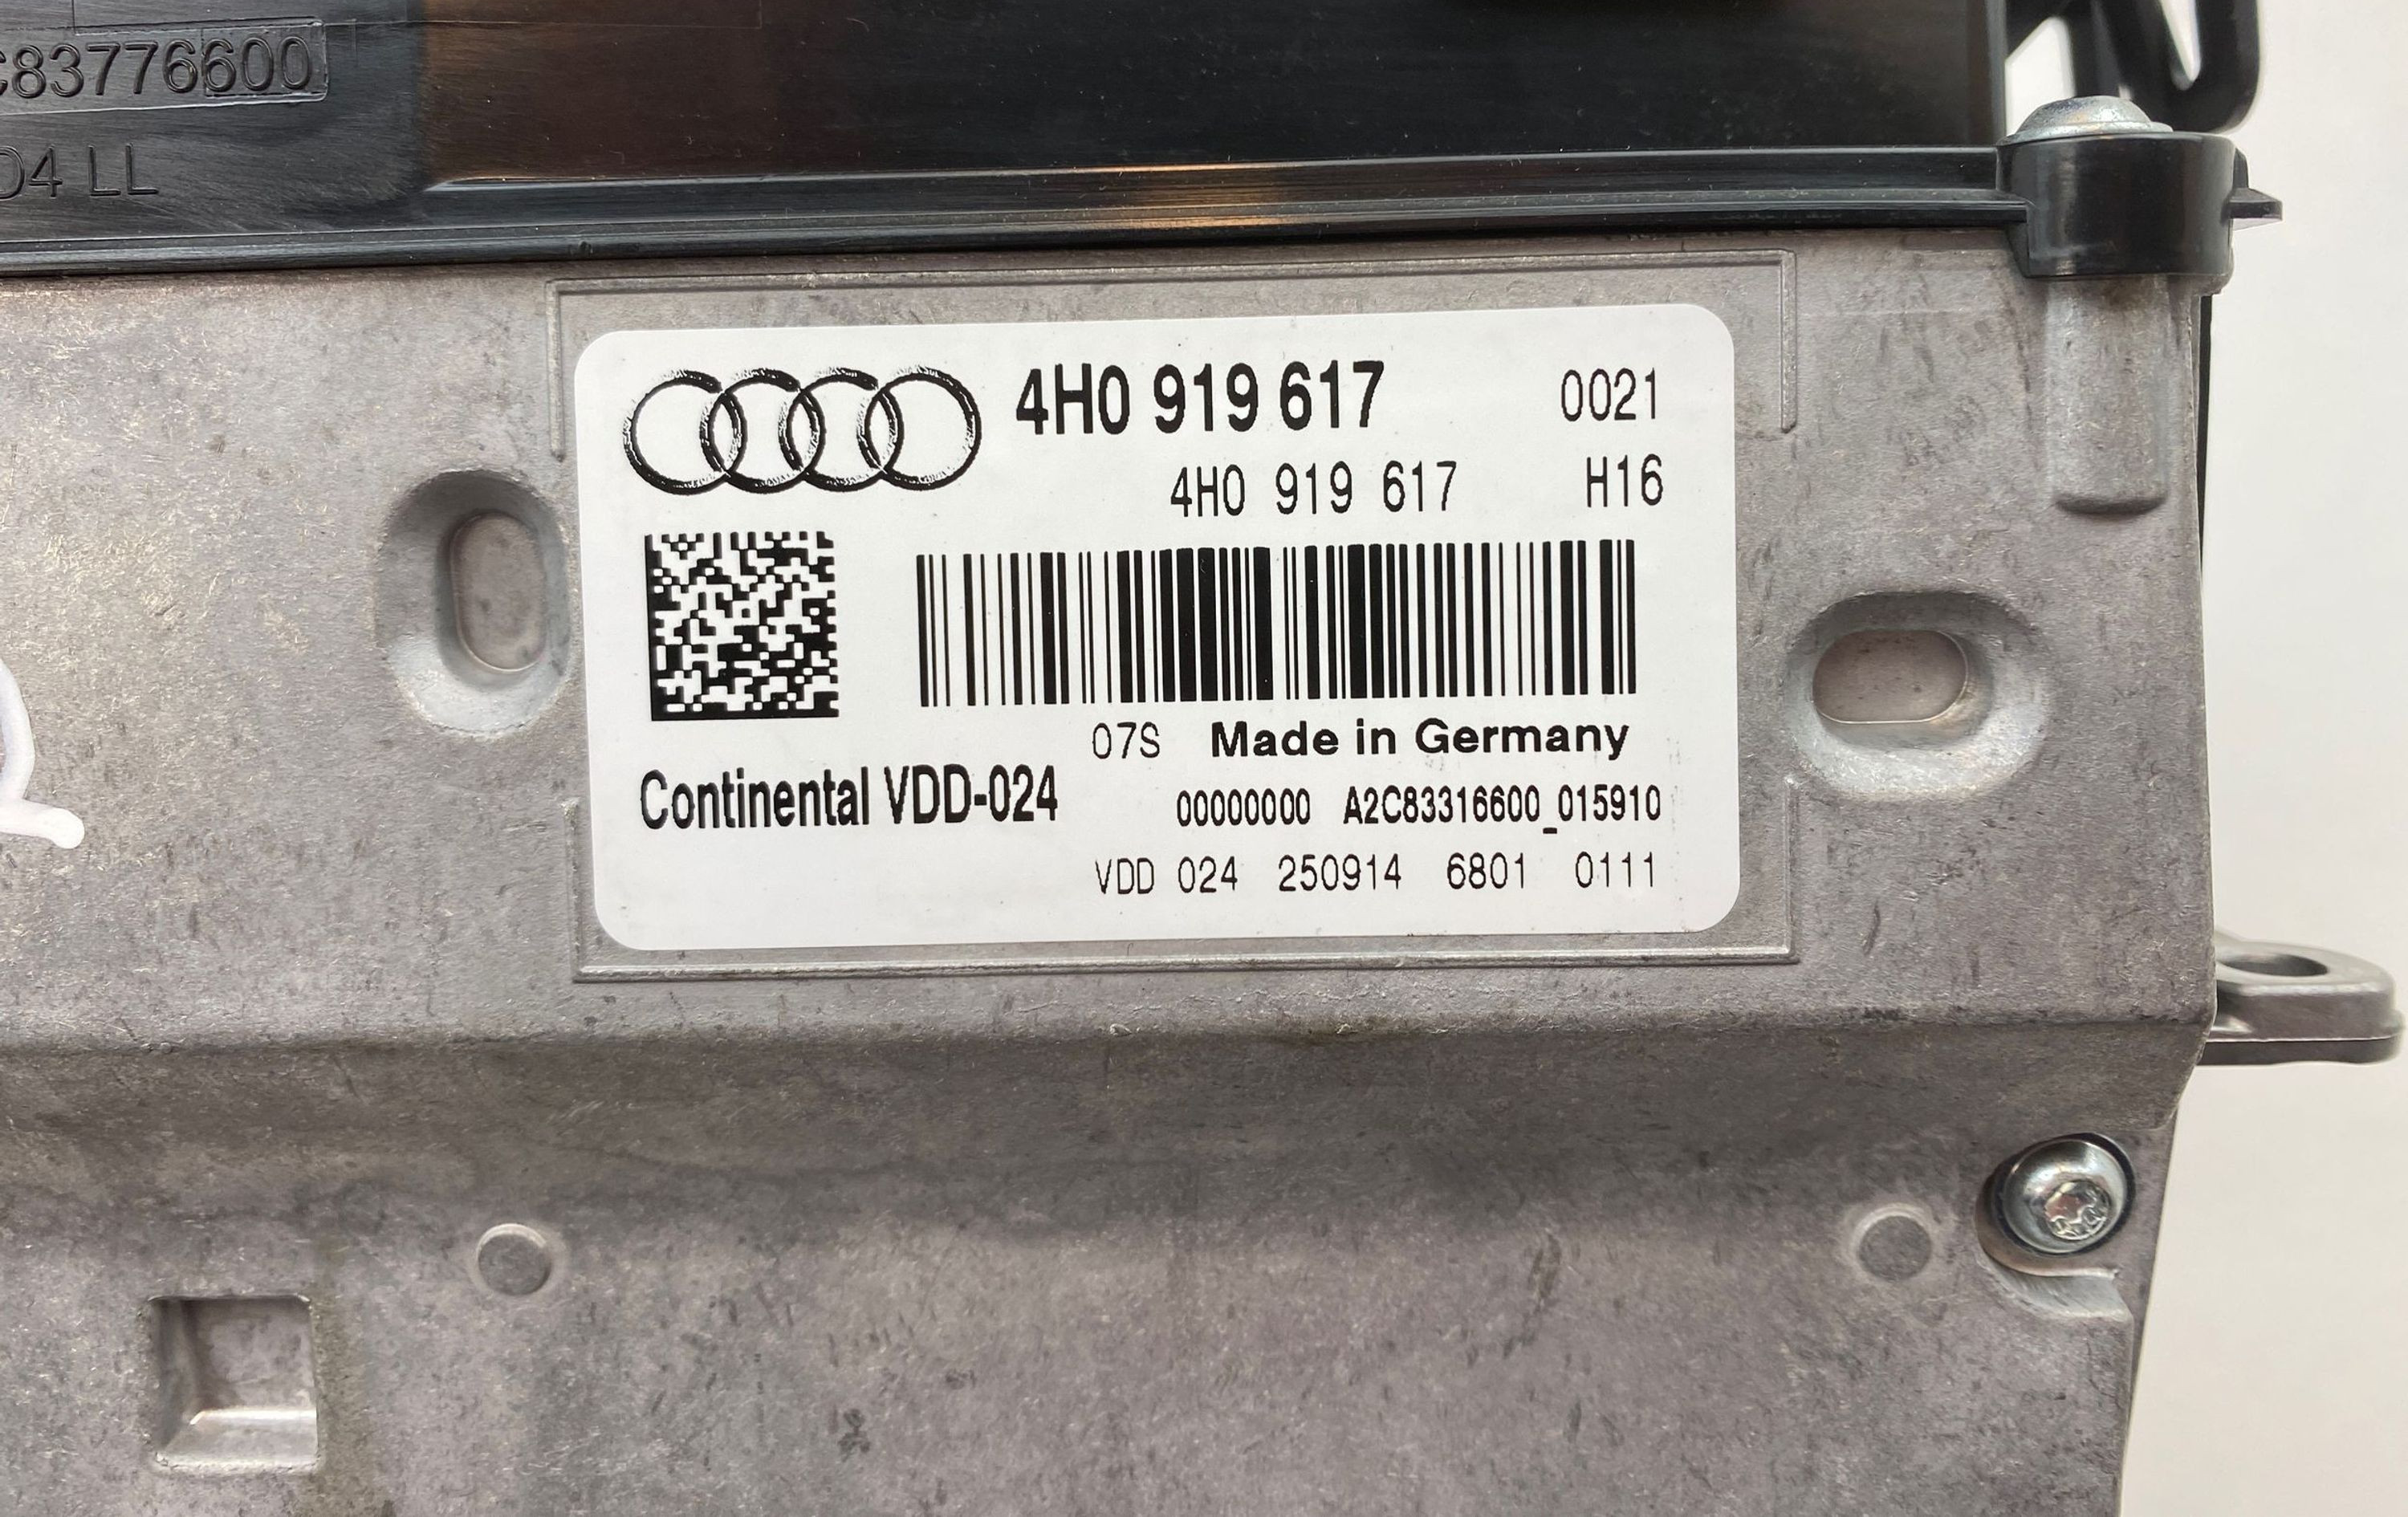 C83776600
D4 LL
4H0 919 617 0021
4H0 919 617 H16
07S Made in Germany
Continental VDD-024
00000000 A2C83316600_015910
VDD 024 250914 6801 0111